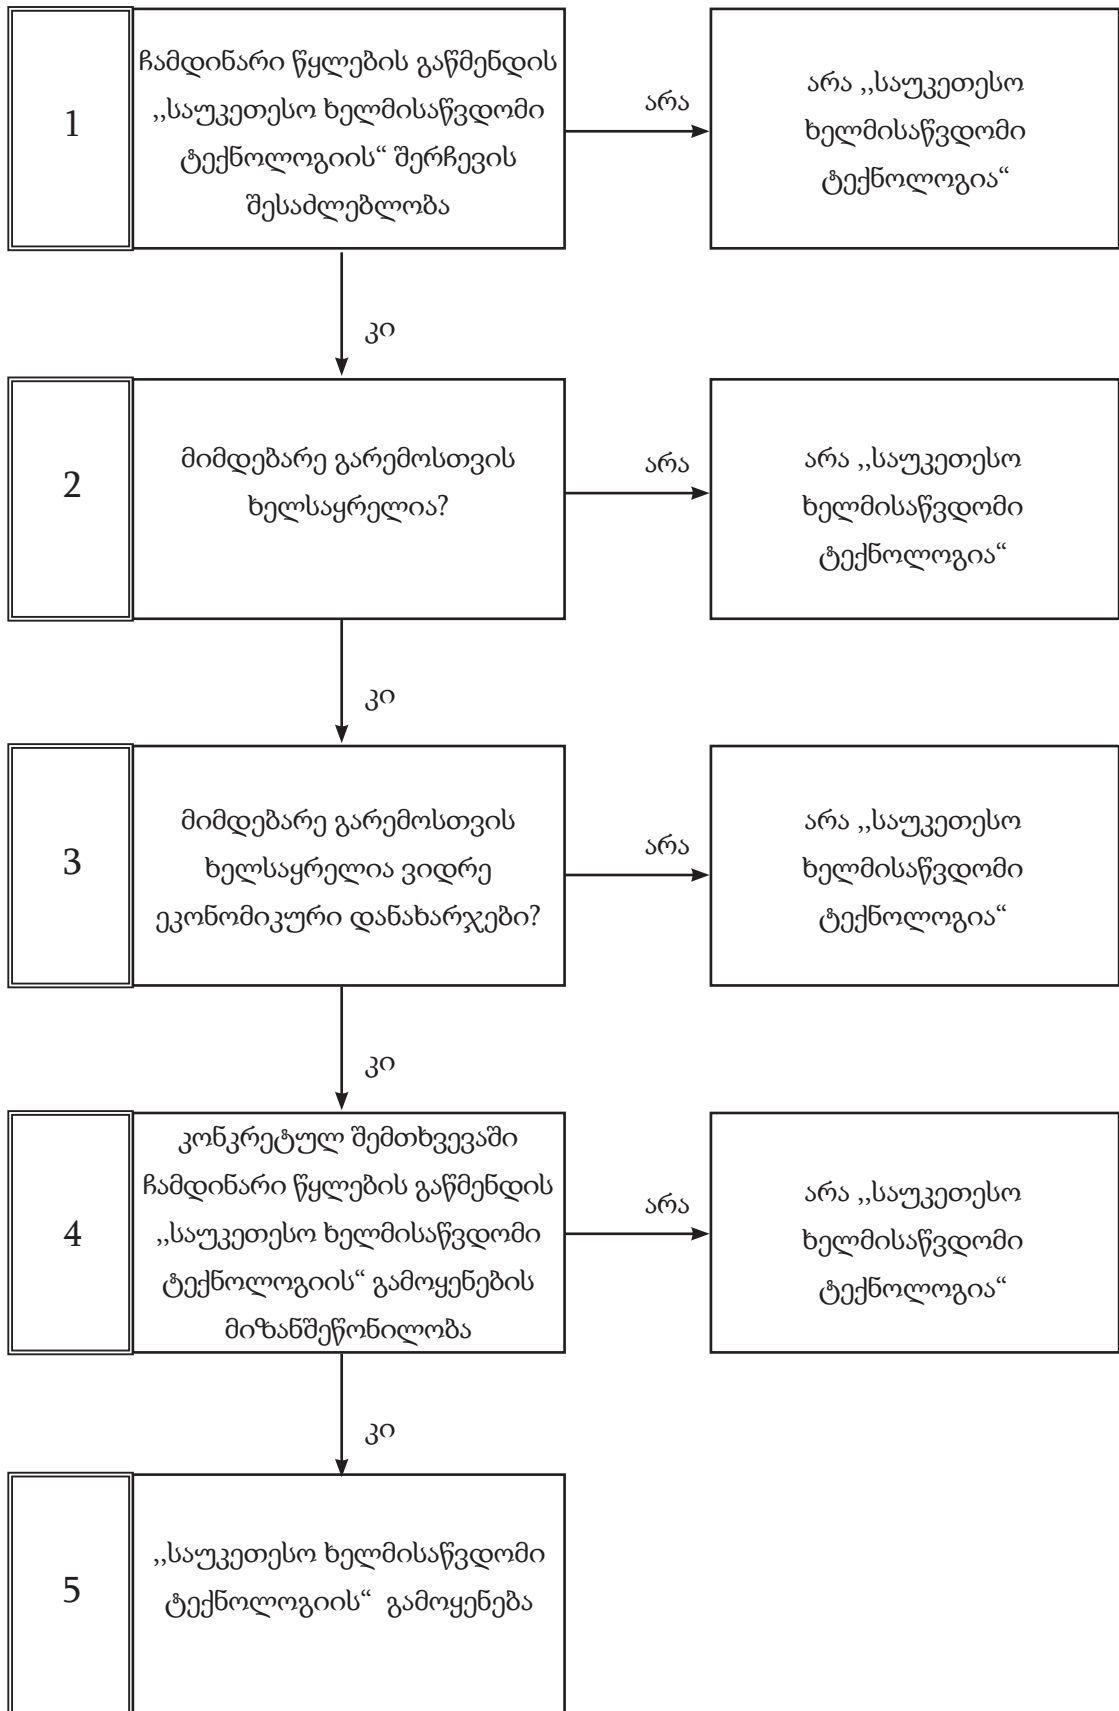 1
ჩამდინარი წყლების გაწმენდის
,,საუკეთესო ხელმისაწვდომი
ტექნოლოგიის“ შერჩევის
შესაძლებლობა
არა
არა ,,საუკეთესო
ხელმისაწვდომი
ტექნოლოგია“
კი
2
მიმდებარე გარემოსთვის
ხელსაყრელია?
არა
არა ,,საუკეთესო
ხელმისაწვდომი
ტექნოლოგია“
კი
3
მიმდებარე გარემოსთვის
ხელსაყრელია ვიდრე
ეკონომიკური დანახარჯები?
არა
არა ,,საუკეთესო
ხელმისაწვდომი
ტექნოლოგია“
კი
4
კონკრეტულ შემთხვევაში
ჩამდინარი წყლების გაწმენდის
,,საუკეთესო ხელმისაწვდომი
ტექნოლოგიის“ გამოყენების
მიზანშეწონილობა
არა
არა ,,საუკეთესო
ხელმისაწვდომი
ტექნოლოგია“
კი
5
,,საუკეთესო ხელმისაწვდომი
ტექნოლოგიის“ გამოყენება